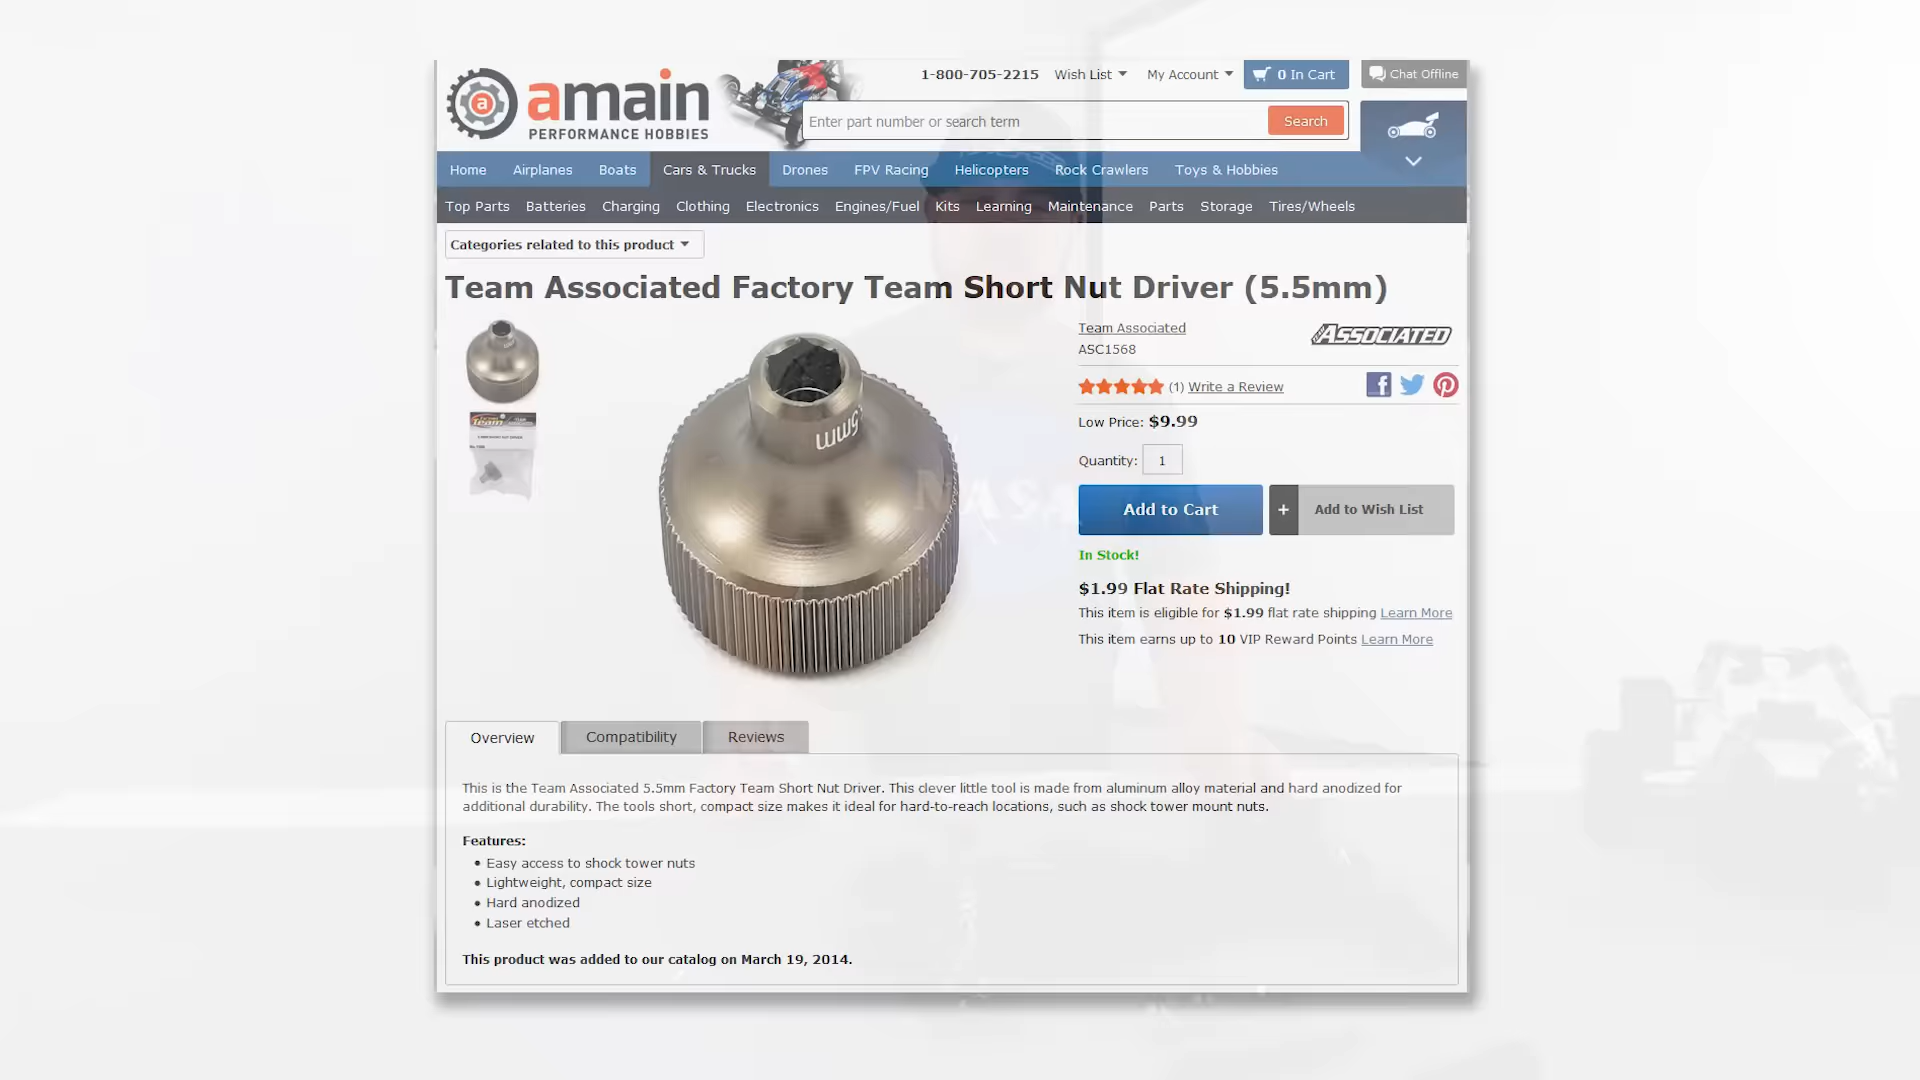 a
amain
PERFORMANCE HOBBIES
1-800-705-2215 Wish List My Account 0 In Cart Chat Offline
Enter part number or search term Search
Home Airplanes Boats Cars & Trucks Drones FPV Racing Helicopters Rock Crawlers Toys & Hobbies
Top Parts Batteries Charging Clothing Electronics Engines/Fuel Kits Learning Maintenance Parts Storage Tires/Wheels
Categories related to this product
Team Associated Factory Team Short Nut Driver (5.5mm)
Team Associated
ASSOCIATED
ASC1568
(1) Write a Review
Low Price: $9.99
Quantity: 1
Add to Cart + Add to Wish List
In Stock!
$1.99 Flat Rate Shipping!
This item is eligible for $1.99 flat rate shipping Learn More
This item earns up to 10 VIP Reward Points Learn More
NASA
Overview Compatibility Reviews
This is the Team Associated 5.5mm Factory Team Short Nut Driver. This clever little tool is made from aluminum alloy material and hard anodized for
additional durability. The tools short, compact size makes it ideal for hard-to-reach locations, such as shock tower mount nuts.
Features:
Easy access to shock tower nuts
Lightweight, compact size
Hard anodized
Laser etched
This product was added to our catalog on March 19, 2014.